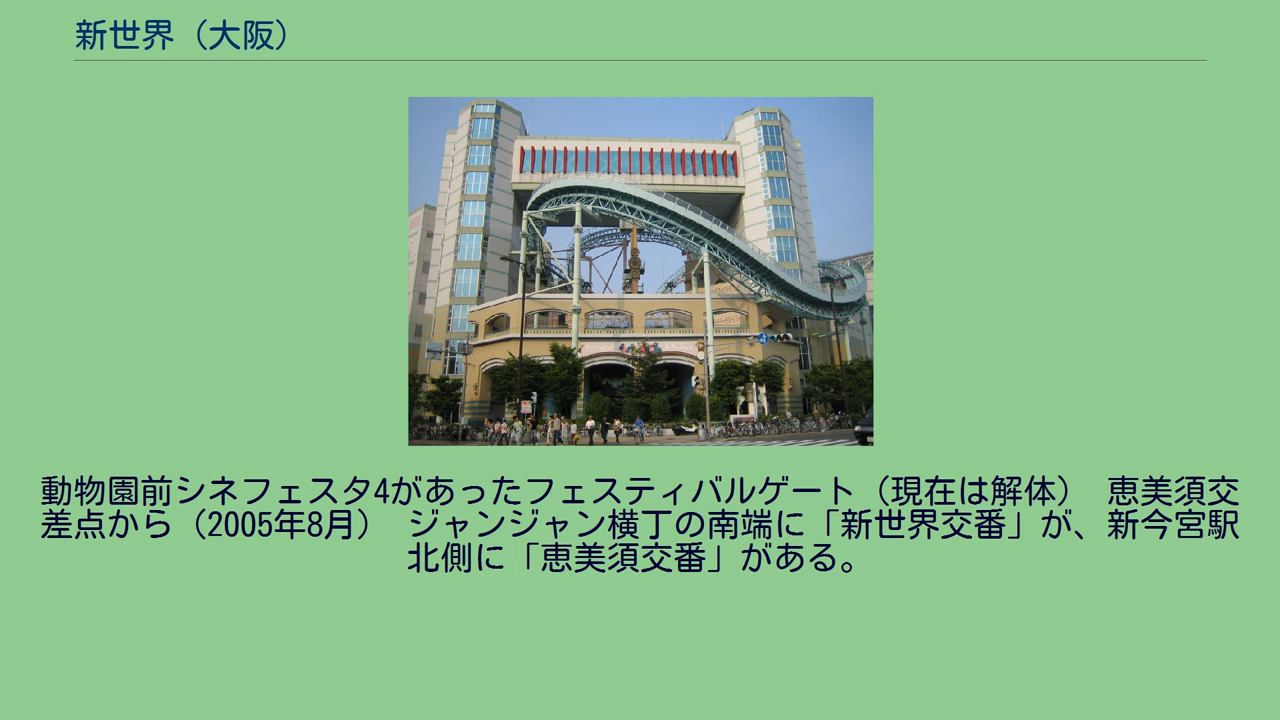 新世界（大阪）
動物園前シネフェスタ4があったフェスティバルゲート（現在は解体） 恵美須交
差点から（2005年8月） ジャンジャン横丁の南端に「新世界交番」が、新今宮駅
北側に「恵美須交番」がある。